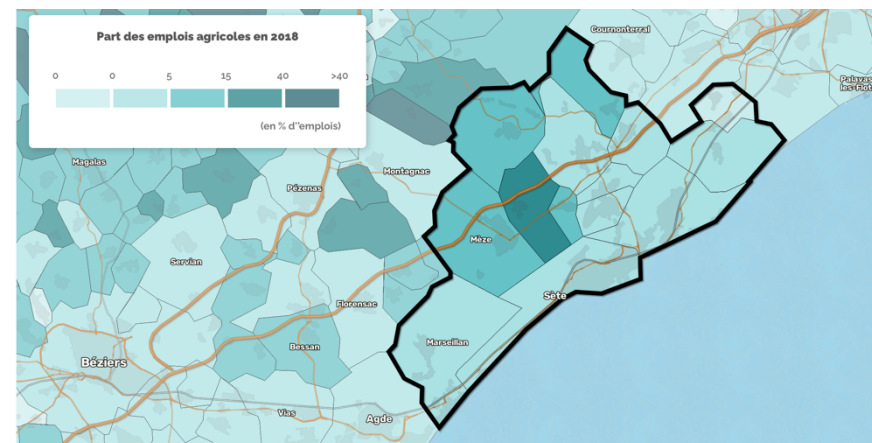 Part des emplois agricoles en 2018
0 0 5 15 40 >40
(en % d''emplois)
Cournonterral
Palavas
les-Flot
Magalas
Montagnac
Pézenas
Mèze
Servian
Florensac
Sète
Bessan
Marseillan
Béziers
Vias
Agde